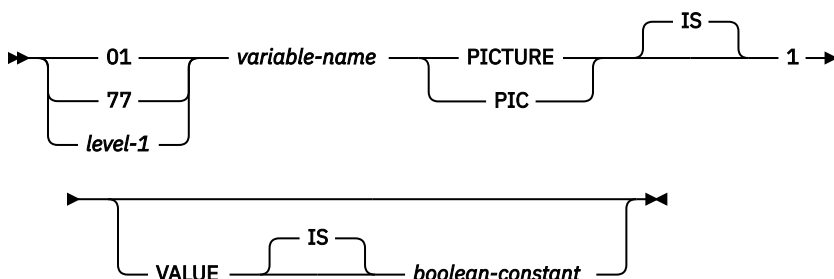 IS
01 variable-name PICTURE 1
77 PIC
level-1
IS
VALUE boolean-constant